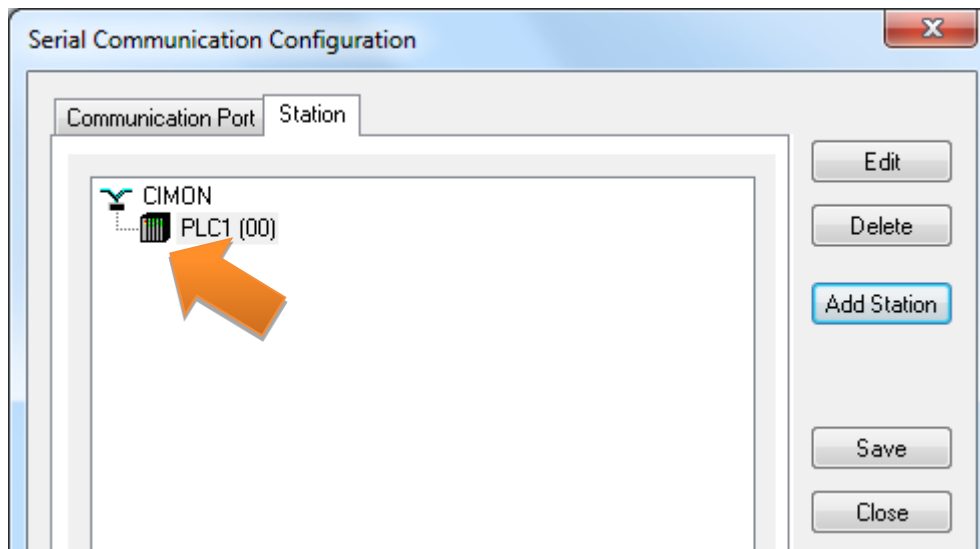 Serial Communication Configuration
Communication Port
Station
Edit
CIMON
PLC1 (00)
Delete
Add Station
Save
Close